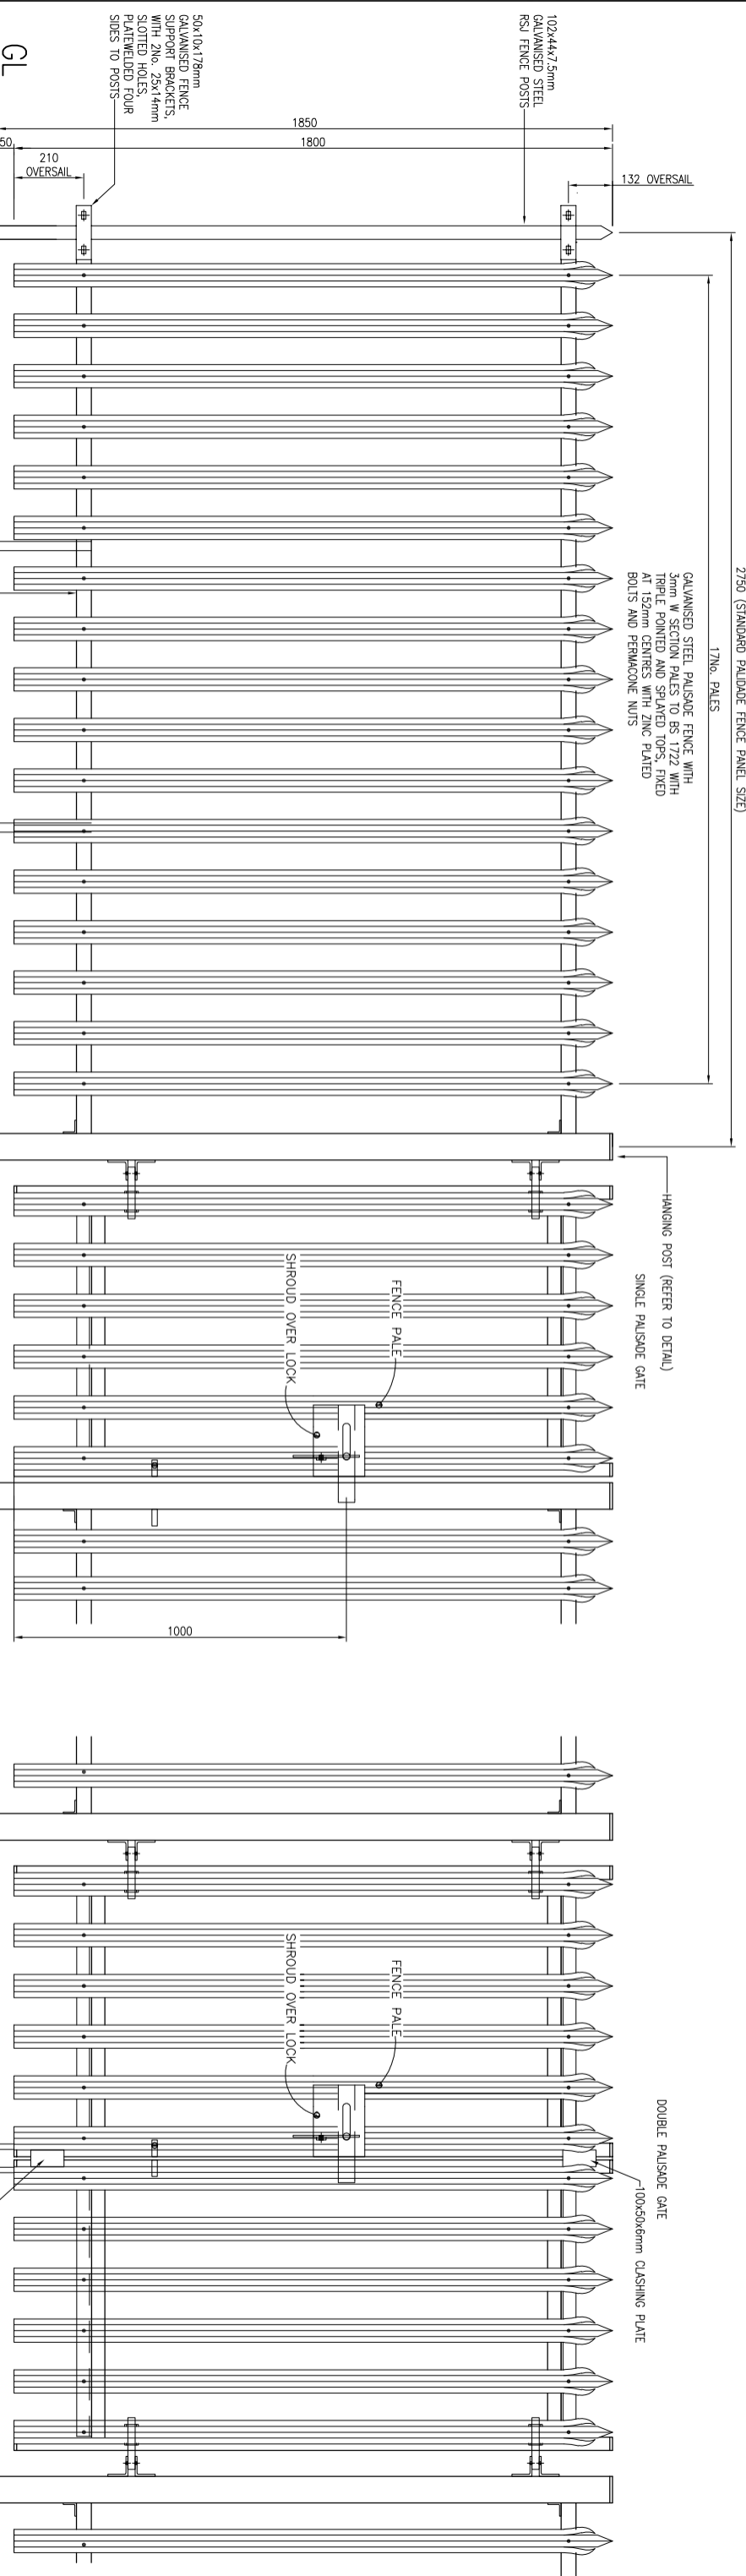 2750 (STANDARD PALIDADE FENCE PANEL SIZE)
17No. PALES
GALVANISED STEEL PALISADE FENCE WITH
3mm W SECTION PALES TO BS 1722 WITH
TRIPLE POINTED AND SPLAYED TOPS, FIXED
AT 152mm CENTRES WITH ZINC PLATED
BOLTS AND PERMACONE NUTS
102x44x7.5mm
GALVANISED STEEL
RSJ FENCE POSTS
132 OVERSAIL
1850
1800
50
210
OVERSAIL
50x10x178mm
GALVANISED FENCE
SUPPORT BRACKETS,
WITH 2No. 25x14mm
SLOTTED HOLES,
PLATEWELDED FOUR
SIDES TO POSTS
GL
HANGING POST (REFER TO DETAIL)
SINGLE PALISADE GATE
FENCE PALE
SHROUD OVER LOCK
1000
DOUBLE PALISADE GATE
100x50x6mm CLASHING PLATE
FENCE PALE
SHROUD OVER LOCK